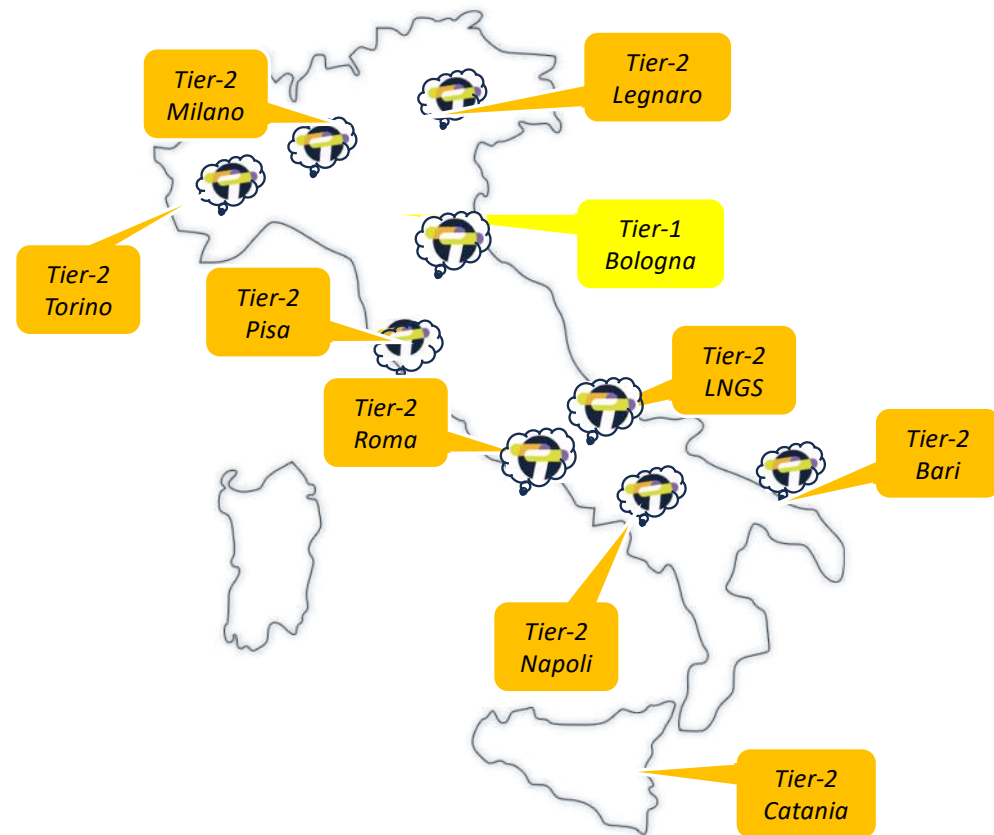 Tier-2
Milano
Tier-2
Legnaro
Tier-1
Bologna
Tier-2
Torino
Tier-2
Pisa
Tier-2
LNGS
Tier-2
Roma
Tier-2
Bari
Tier-2
Napoli
Tier-2
Catania